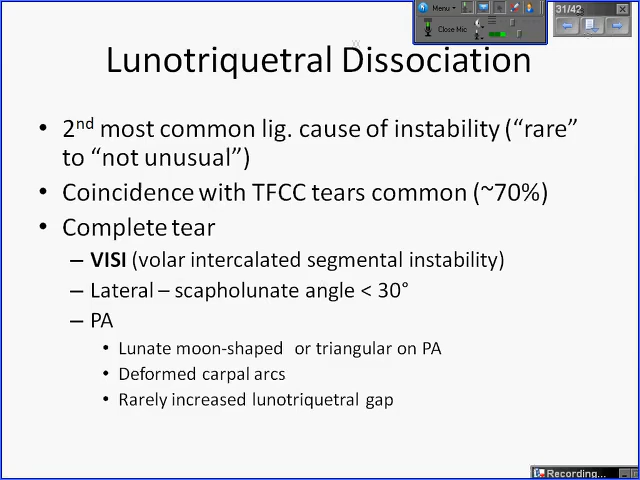 Menu
31/42
Close Mic
Lunotriquetral Dissociation
• 2nd most common lig. cause of instability (“rare”
to “not unusual”)
• Coincidence with TFCC tears common (~70%)
• Complete tear
– VISI (volar intercalated segmental instability)
– Lateral – scapholunate angle < 30°
– PA
• Lunate moon-shaped or triangular on PA
• Deformed carpal arcs
• Rarely increased lunotriquetral gap
Recording...